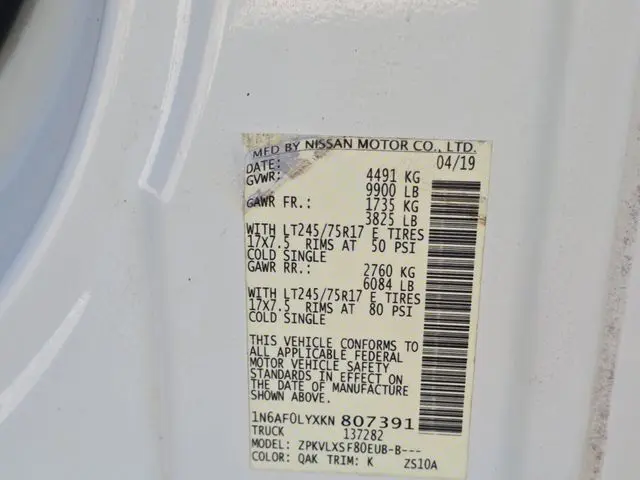 MFD BY NISSAN MOTOR CO., LTD.
DATE: 04/19
GVWR: 4491 KG
9900 LB
GAWR FR.: 1735 KG
3825 LB
WITH LT245/75R17 E TIRES
17X7.5 RIMS AT 50 PSI
COLD SINGLE
GAWR RR.: 2760 KG
6084 LB
WITH LT245/75R17 E TIRES
17X7.5 RIMS AT 80 PSI
COLD SINGLE
THIS VEHICLE CONFORMS TO
ALL APPLICABLE FEDERAL
MOTOR VEHICLE SAFETY
STANDARDS IN EFFECT ON
THE DATE OF MANUFACTURE
SHOWN ABOVE.
1N6AF0LYXKN 807391
TRUCK 137282
MODEL: ZPKVLXSF80EUB-B---
COLOR: QAK TRIM: K ZS10A